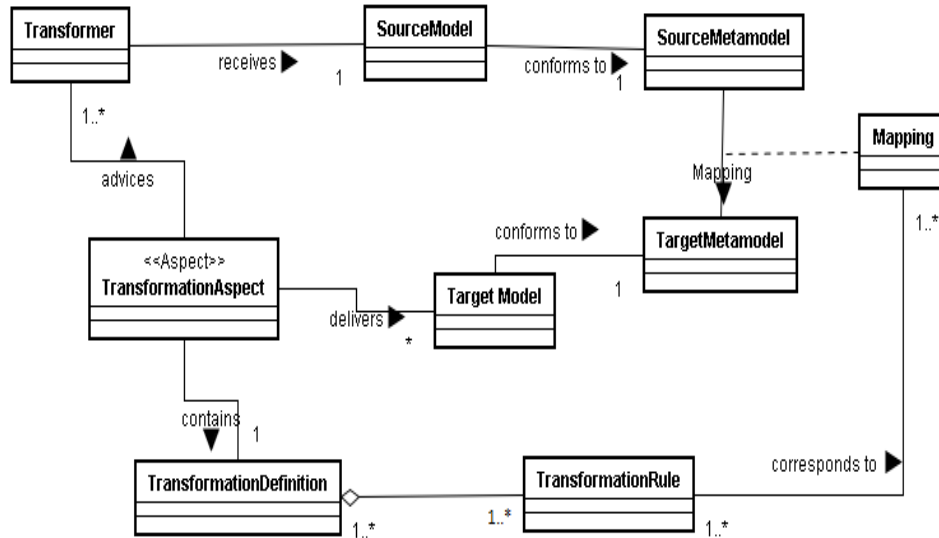 Transformer
receives
SourceModel
1
conforms to
SourceMetamodel
1
1..*
advices
Mapping
Mapping
1..*
<<Aspect>>
TransformationAspect
delivers
*
Target Model
conforms to
1
TargetMetamodel
contains
1
TransformationDefinition
1..*
1..*
TransformationRule
1..*
corresponds to